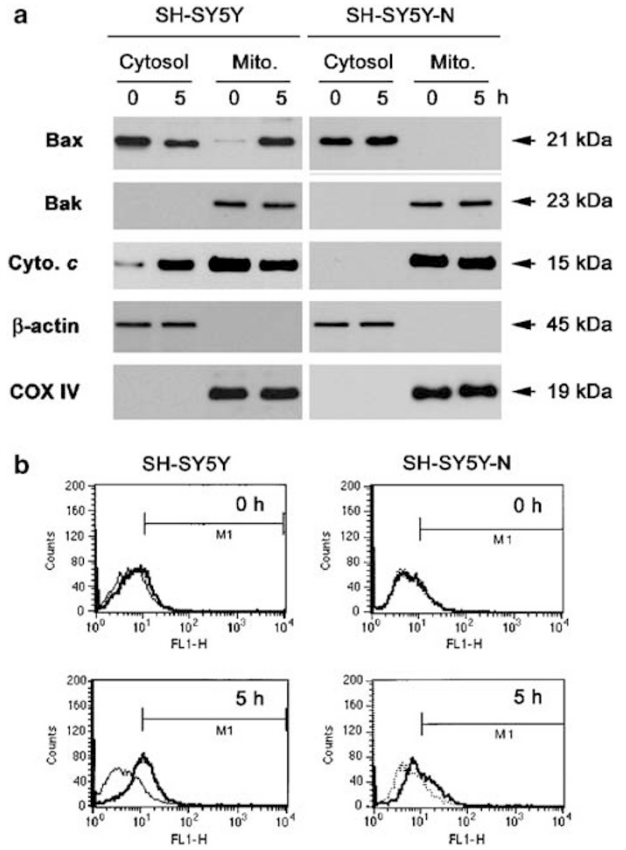 a
SH-SY5Y SH-SY5Y-N
Cytosol Mito. Cytosol Mito.
0 5 0 5 0 5 0 5 h
Bax 21 kDa
Bak 23 kDa
Cyto. c 15 kDa
β-actin 45 kDa
COX IV 19 kDa
b
SH-SY5Y SH-SY5Y-N
200 160 120 80 40 0
Counts
0 h
M1
10⁰ 10¹ 10² 10³ 10⁴
FL1-H
200 160 120 80 40 0
Counts
0 h
M1
10⁰ 10¹ 10² 10³ 10⁴
FL1-H
200 160 120 80 40 0
Counts
5 h
M1
10⁰ 10¹ 10² 10³ 10⁴
FL1-H
200 160 120 80 40 0
Counts
5 h
M1
10⁰ 10¹ 10² 10³ 10⁴
FL1-H